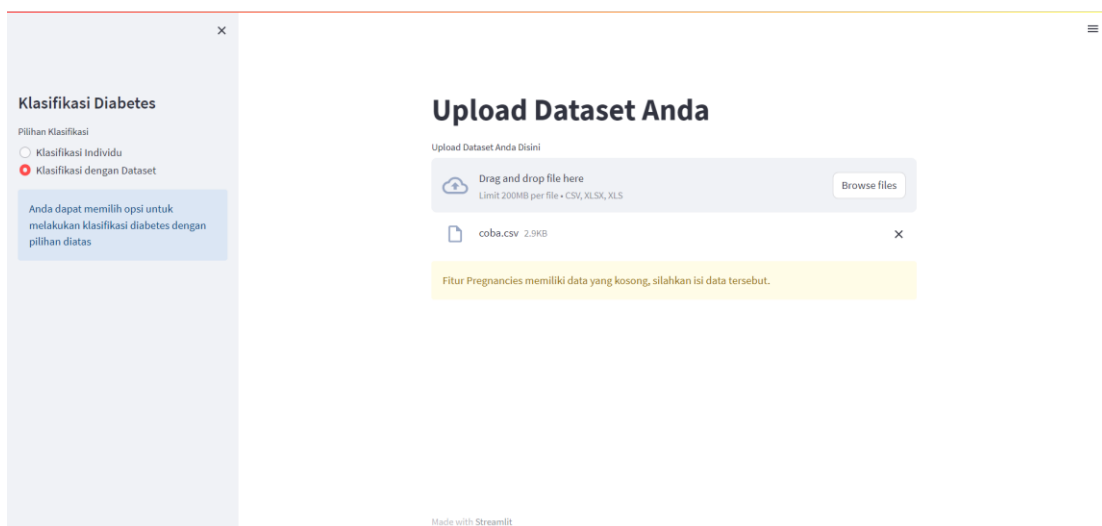 Klasifikasi Diabetes
Pilihan Klasifikasi
Klasifikasi Individu
Klasifikasi dengan Dataset
Anda dapat memilih opsi untuk
melakukan klasifikasi diabetes dengan
pilihan diatas
Upload Dataset Anda
Upload Dataset Anda Disini
Drag and drop file here
Limit 200MB per file • CSV, XLSX, XLS
Browse files
coba.csv 2.9KB
Fitur Pregnancies memiliki data yang kosong, silahkan isi data tersebut.
Made with Streamlit